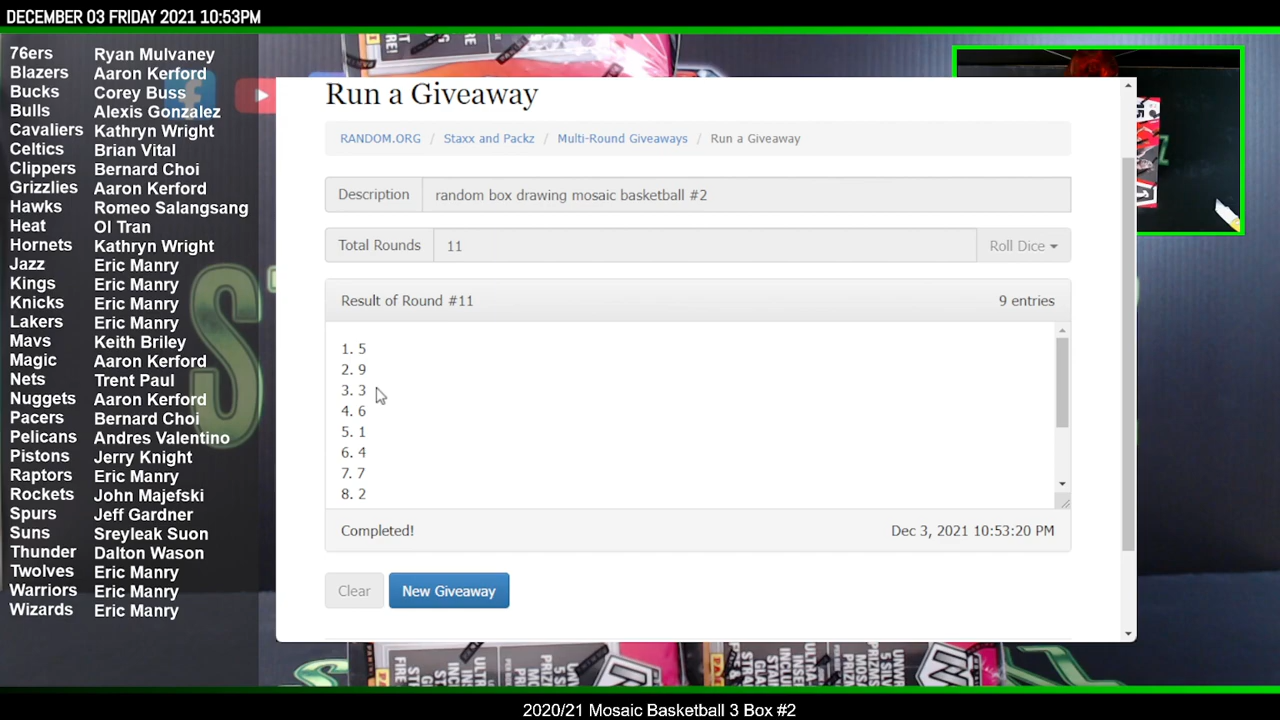 DECEMBER 03 FRIDAY 2021 10:53PM
76ers Ryan Mulvaney
Blazers Aaron Kerford
Bucks Corey Buss
Bulls Alexis Gonzalez
Cavaliers Kathryn Wright
Celtics Brian Vital
Clippers Bernard Choi
Grizzlies Aaron Kerford
Hawks Romeo Salangsang
Heat Ol Tran
Hornets Kathryn Wright
Jazz Eric Manry
Kings Eric Manry
Knicks Eric Manry
Lakers Eric Manry
Mavs Keith Briley
Magic Aaron Kerford
Nets Trent Paul
Nuggets Aaron Kerford
Pacers Bernard Choi
Pelicans Andres Valentino
Pistons Jerry Knight
Raptors Eric Manry
Rockets John Majefski
Spurs Jeff Gardner
Suns Sreyleak Suon
Thunder Dalton Wason
Twolves Eric Manry
Warriors Eric Manry
Wizards Eric Manry
Run a Giveaway
RANDOM.ORG / Staxx and Packz / Multi-Round Giveaways / Run a Giveaway
Description random box drawing mosaic basketball #2
Total Rounds 11 Roll Dice
Result of Round #11 9 entries
1. 5
2. 9
3. 3
4. 6
5. 1
6. 4
7. 7
8. 2
Completed! Dec 3, 2021 10:53:20 PM
Clear New Giveaway
2020/21 Mosaic Basketball 3 Box #2